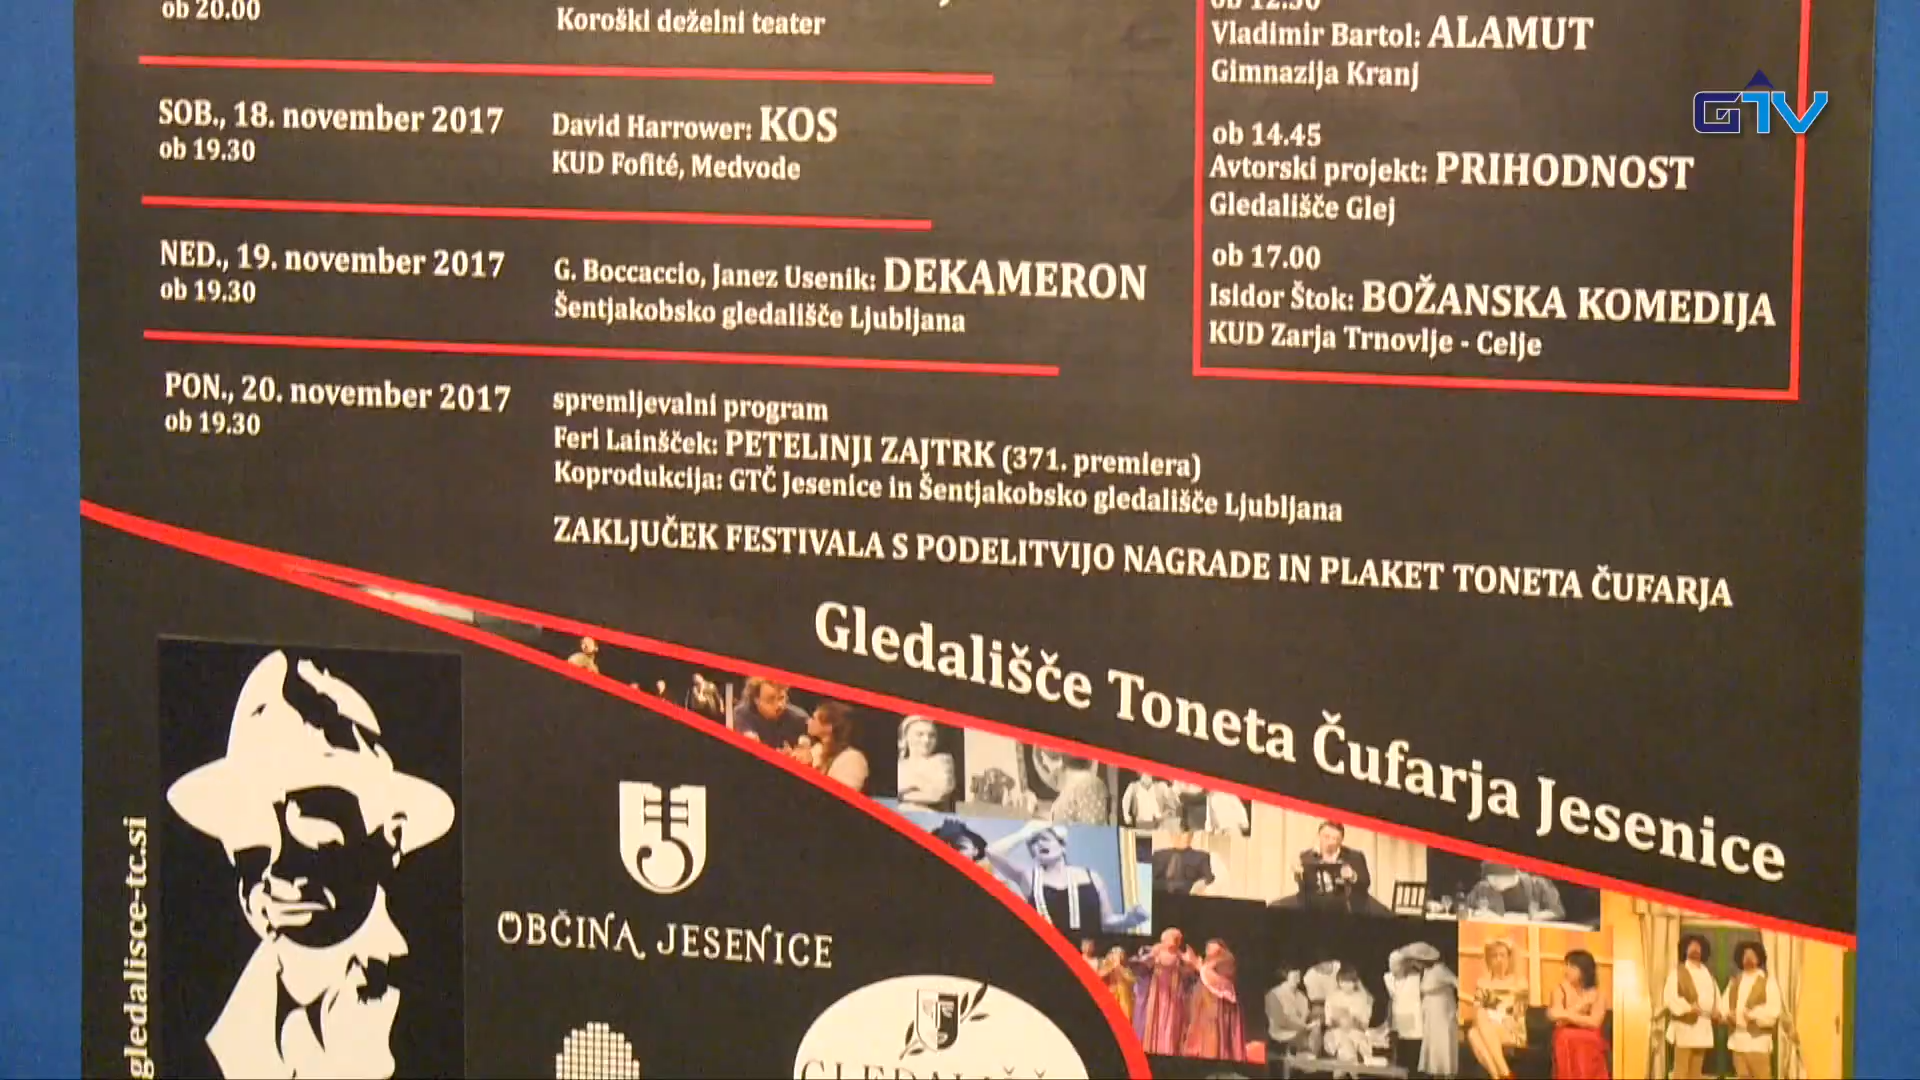 ob 20.00
Koroški deželni teater
SOB., 18. november 2017
ob 19.30
David Harrower: KOS
KUD Fofité, Medvode
NED., 19. november 2017
ob 19.30
G. Boccaccio, Janez Usenik: DEKAMERON
Šentjakobsko gledališče Ljubljana
PON., 20. november 2017
ob 19.30
spremljevalni program
Feri Lainšček: PETELINJI ZAJTRK (371. premiera)
Koprodukcija: GTČ Jesenice in Šentjakobsko gledališče Ljubljana
ZAKLJUČEK FESTIVALA S PODELITVIJO NAGRADE IN PLAKET TONETA ČUFARJA
ob 12.30
Vladimir Bartol: ALAMUT
Gimnazija Kranj
ob 14.45
Avtorski projekt: PRIHODNOST
Gledališče Glej
ob 17.00
Isidor Štok: BOŽANSKA KOMEDIJA
KUD Zarja Trnovlje - Celje
GTV
Gledališče Toneta Čufarja Jesenice
gledalisce-tc.si
OBČINA JESENICE